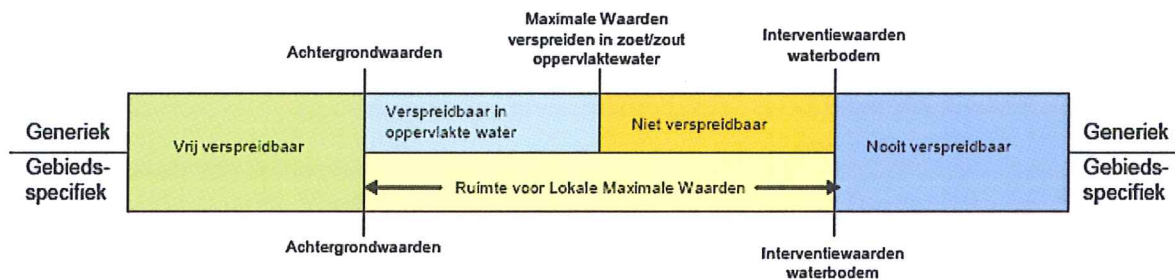 Maximale Waarden
verspreiden in zoet/zout
oppervlaktewater
Achtergrondwaarden
Interventiewaarden
waterbodem
Generiek
Gebieds-
specifiek
Vrij verspreidbaar
Verspreidbaar in
oppervlakte water
Niet verspreidbaar
Nooit verspreidbaar
Ruimte voor Lokale Maximale Waarden
Generiek
Gebieds-
specifiek
Achtergrondwaarden
Interventiewaarden
waterbodem